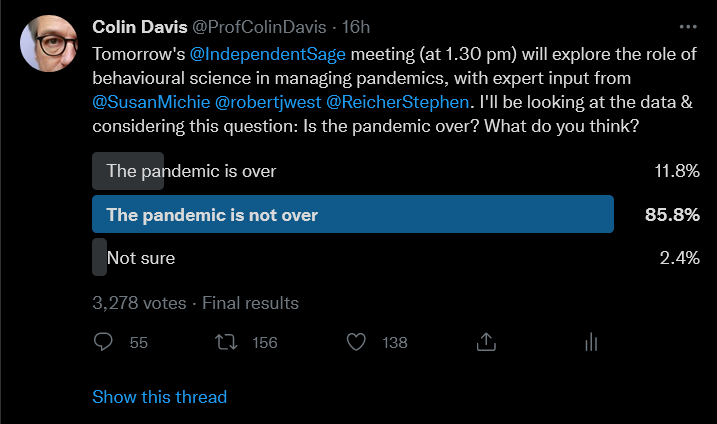 Colin Davis @ProfColinDavis · 16h
Tomorrow's @IndependentSage meeting (at 1.30 pm) will explore the role of
behavioural science in managing pandemics, with expert input from
@SusanMichie @robertjwest @ReicherStephen. I'll be looking at the data &
considering this question: Is the pandemic over? What do you think?
The pandemic is over 11.8%
The pandemic is not over 85.8%
Not sure 2.4%
3,278 votes · Final results
55 156 138
Show this thread